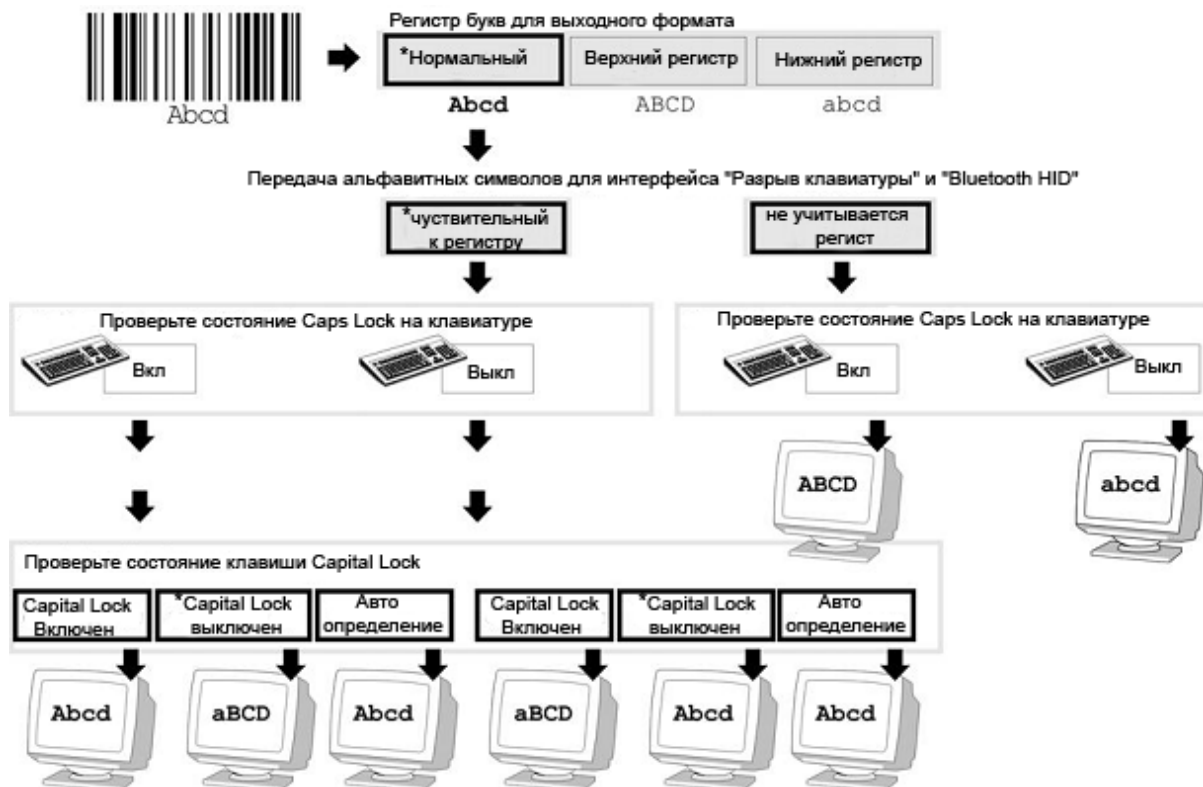 Регистр букв для выходного формата
*Нормальный
Верхний регистр
Нижний регистр
Abcd
Abcd
ABCD
abcd
Передача альфавитных символов для интерфейса "Разрыв клавиатуры" и "Bluetooth HID"
*чуствительный
к регистру
не учитывается
регист
Проверьте состояние Caps Lock на клавиатуре
Вкл
Выкл
Проверьте состояние Caps Lock на клавиатуре
Вкл
Выкл
ABCD
abcd
Проверьте состояние клавиши Capital Lock
Capital Lock
Включен
*Capital Lock
выключен
Авто
определение
Capital Lock
Включен
*Capital Lock
выключен
Авто
определение
Abcd
aBCD
Abcd
aBCD
Abcd
Abcd